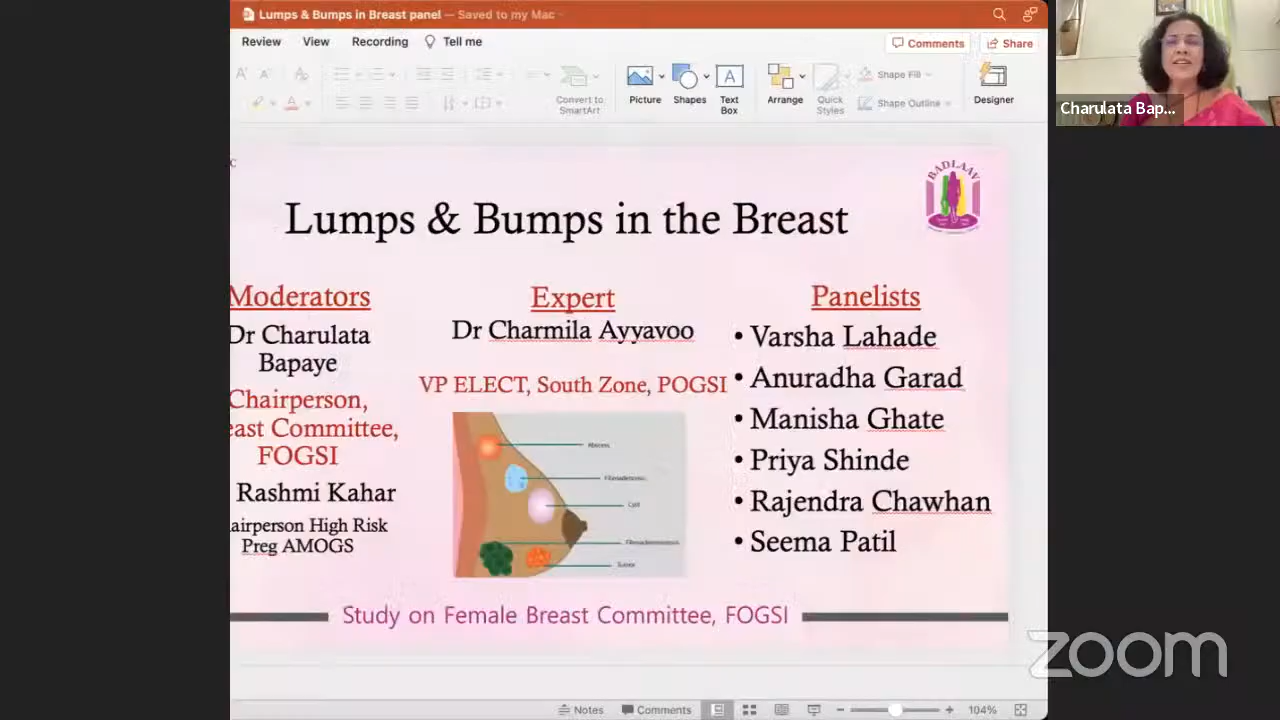 Lumps & Bumps in Breast panel — Saved to my Mac
Review View Recording Tell me
Comments Share
Convert to SmartArt
Picture Shapes Text Box
Arrange Quick Styles
Shape Fill
Shape Outline
Designer
Charulata Bap...
BADLAAV
Lumps & Bumps in the Breast
Moderators
Dr Charulata
Bapaye
Chairperson,
east Committee,
FOGSI
Rashmi Kahar
airperson High Risk
Preg AMOGS
Expert
Dr Charmila Ayyavoo
VP ELECT, South Zone, POGSI
Abscess
Cyst
Tumor
Panelists
• Varsha Lahade
• Anuradha Garad
• Manisha Ghate
• Priya Shinde
• Rajendra Chawhan
• Seema Patil
Study on Female Breast Committee, FOGSI
zoom
Notes Comments 104%